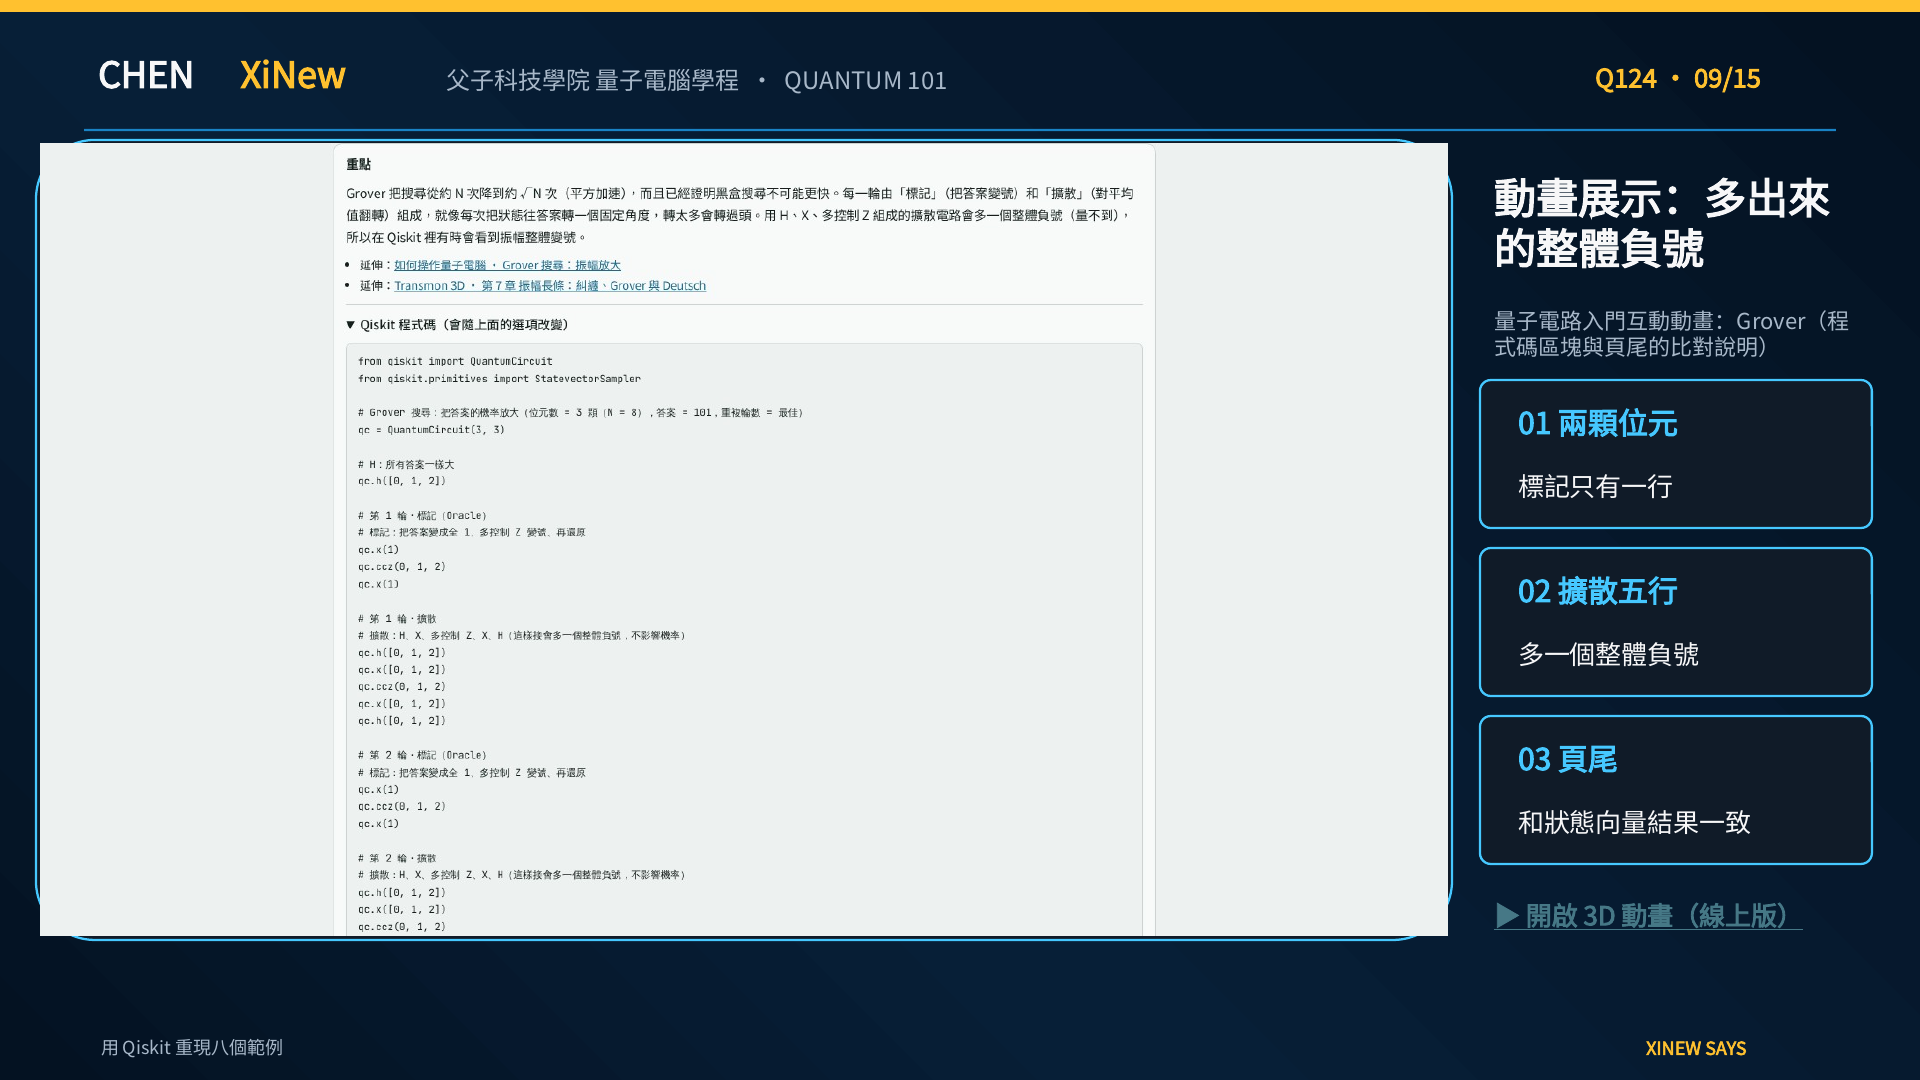 CHEN XiNew 父子科技學院 量子電腦學程 · QUANTUM 101 Q124 · 09/15
重點
Grover 把搜尋從約 N 次降到約 √N 次（平方加速），而且已經證明黑盒搜尋不可能更快。每一輪由「標記」（把答案變號）和「擴散」（對平均
值翻轉）組成，就像每次把狀態往答案轉一個固定角度，轉太多會轉過頭。用 H、X、多控制 Z 組成的擴散電路會多一個整體負號（量不到），
所以在 Qiskit 裡有時會看到振幅整體變號。
• 延伸：如何操作量子電腦 · Grover 搜尋：振幅放大
• 延伸：Transmon 3D · 第 7 章 振幅長條：糾纏、Grover 與 Deutsch
▼ Qiskit 程式碼（會隨上面的選項改變）
from qiskit import QuantumCircuit
from qiskit.primitives import StatevectorSampler
# Grover 搜尋：把答案的機率放大（位元數 = 3 顆（N = 8），答案 = 101，重複輪數 = 最佳）
qc = QuantumCircuit(3, 3)
# H：所有答案一樣大
qc.h([0, 1, 2])
# 第 1 輪·標記（Oracle）
# 標記：把答案變成全 1、多控制 Z 變號、再還原
qc.x(1)
qc.ccz(0, 1, 2)
qc.x(1)
# 第 1 輪·擴散
# 擴散：H、X、多控制 Z、X、H（這樣接會多一個整體負號，不影響機率）
qc.h([0, 1, 2])
qc.x([0, 1, 2])
qc.ccz(0, 1, 2)
qc.x([0, 1, 2])
qc.h([0, 1, 2])
# 第 2 輪·標記（Oracle）
# 標記：把答案變成全 1、多控制 Z 變號、再還原
qc.x(1)
qc.ccz(0, 1, 2)
qc.x(1)
# 第 2 輪·擴散
# 擴散：H、X、多控制 Z、X、H（這樣接會多一個整體負號，不影響機率）
qc.h([0, 1, 2])
qc.x([0, 1, 2])
qc.ccz(0, 1, 2)
動畫展示：多出來
的整體負號
量子電路入門互動動畫：Grover（程
式碼區塊與頁尾的比對說明）
01 兩顆位元
標記只有一行
02 擴散五行
多一個整體負號
03 頁尾
和狀態向量結果一致
▶ 開啟 3D 動畫（線上版）
用 Qiskit 重現八個範例
XINEW SAYS